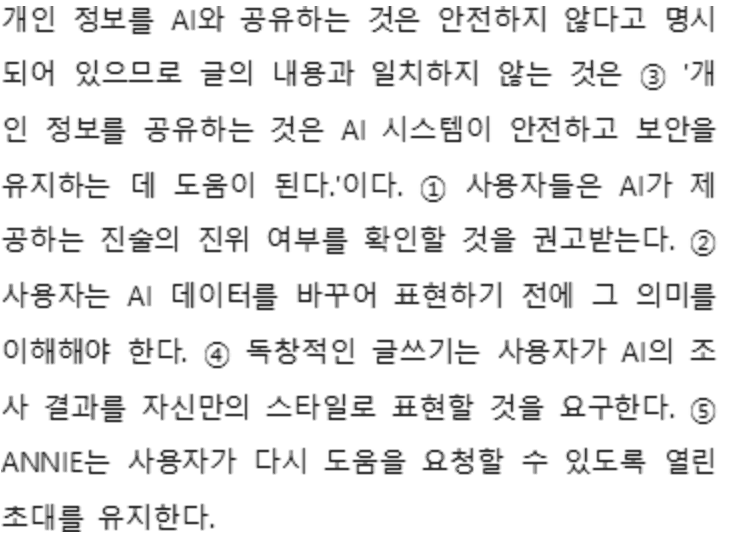 개인 정보를 AI와 공유하는 것은 안전하지 않다고 명시
되어 있으므로 글의 내용과 일치하지 않는 것은 ③ '개
인 정보를 공유하는 것은 AI 시스템이 안전하고 보안을
유지하는 데 도움이 된다.'이다. ① 사용자들은 AI가 제
공하는 진술의 진위 여부를 확인할 것을 권고받는다. ②
사용자는 AI 데이터를 바꾸어 표현하기 전에 그 의미를
이해해야 한다. ④ 독창적인 글쓰기는 사용자가 AI의 조
사 결과를 자신만의 스타일로 표현할 것을 요구한다. ⑤
ANNIE는 사용자가 다시 도움을 요청할 수 있도록 열린
초대를 유지한다.